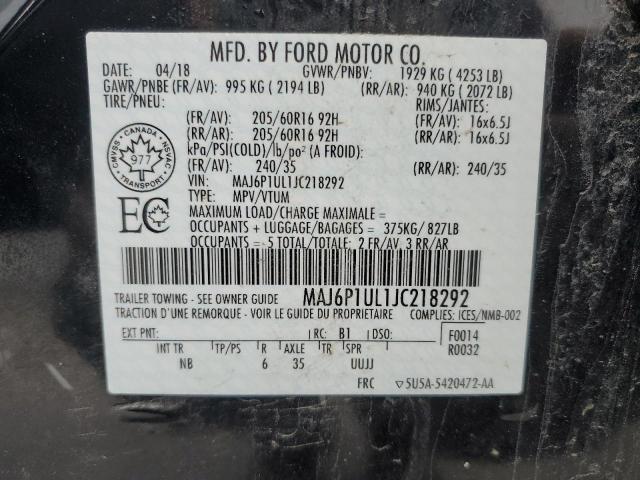 MFD. BY FORD MOTOR CO.
DATE: 04/18 GVWR/PNBV: 1929 KG ( 4253 LB)
GAWR/PNBE (FR/AV): 995 KG ( 2194 LB) (RR/AR): 940 KG ( 2072 LB)
TIRE/PNEU: RIMS/JANTES:
(FR/AV) 205/60R16 92H (FR/AV) 16x6.5J
(RR/AR) 205/60R16 92H (RR/AR) 16x6.5J
kPa/PSI(COLD)/lb/po² (A FROID):
(FR/AV) 240/35 (RR/AR) 240/35
VIN: MAJ6P1UL1JC218292
TYPE: MPV/VTUM
MAXIMUM LOAD/CHARGE MAXIMALE =
OCCUPANTS + LUGGAGE/BAGAGES = 375KG/ 827LB
OCCUPANTS = 5 TOTAL/TOTALE: 2 FR/AV, 3 RR/AR
CMVSS · CANADA · NSVAC
977
TRANSPORT
EC
TRAILER TOWING - SEE OWNER GUIDE MAJ6P1UL1JC218292
TRACTION D'UNE REMORQUE - VOIR LE GUIDE DU PROPRIETAIRE COMPLIES: ICES/NMB-002
EXT PNT: RC: B1 DSO: F0014
INT TR TP/PS R AXLE TR SPR R0032
NB 6 35 UUJJ
FRC ▽5U5A-5420472-AA